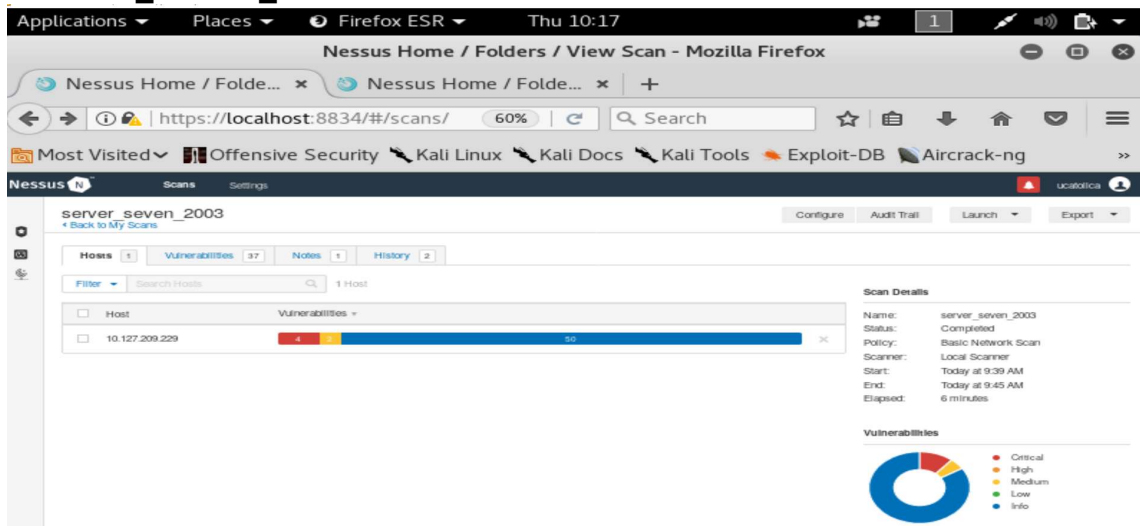 Applications Places Firefox ESR Thu 10:17 1
Nessus Home / Folders / View Scan - Mozilla Firefox
Nessus Home / Folde... × Nessus Home / Folde... × +
https://localhost:8834/#/scans/ 60% Search
Most Visited Offensive Security Kali Linux Kali Docs Kali Tools Exploit-DB Aircrack-ng »
Nessus N Scans Settings ucatolica
server_seven_2003 Configure Audit Trail Launch Export
Back to My Scans
Hosts 1 Vulnerabilities 37 Notes 1 History 2
Filter Search Hosts 1 Host
Scan Details
Host Vulnerabilities
Name: server_seven_2003
10.127.209.229 4 3 50
Status: Completed
Policy: Basic Network Scan
Scanner: Local Scanner
Start: Today at 9:39 AM
End: Today at 9:45 AM
Elapsed: 6 minutes
Vulnerabilities
Critical
High
Medium
Low
Info